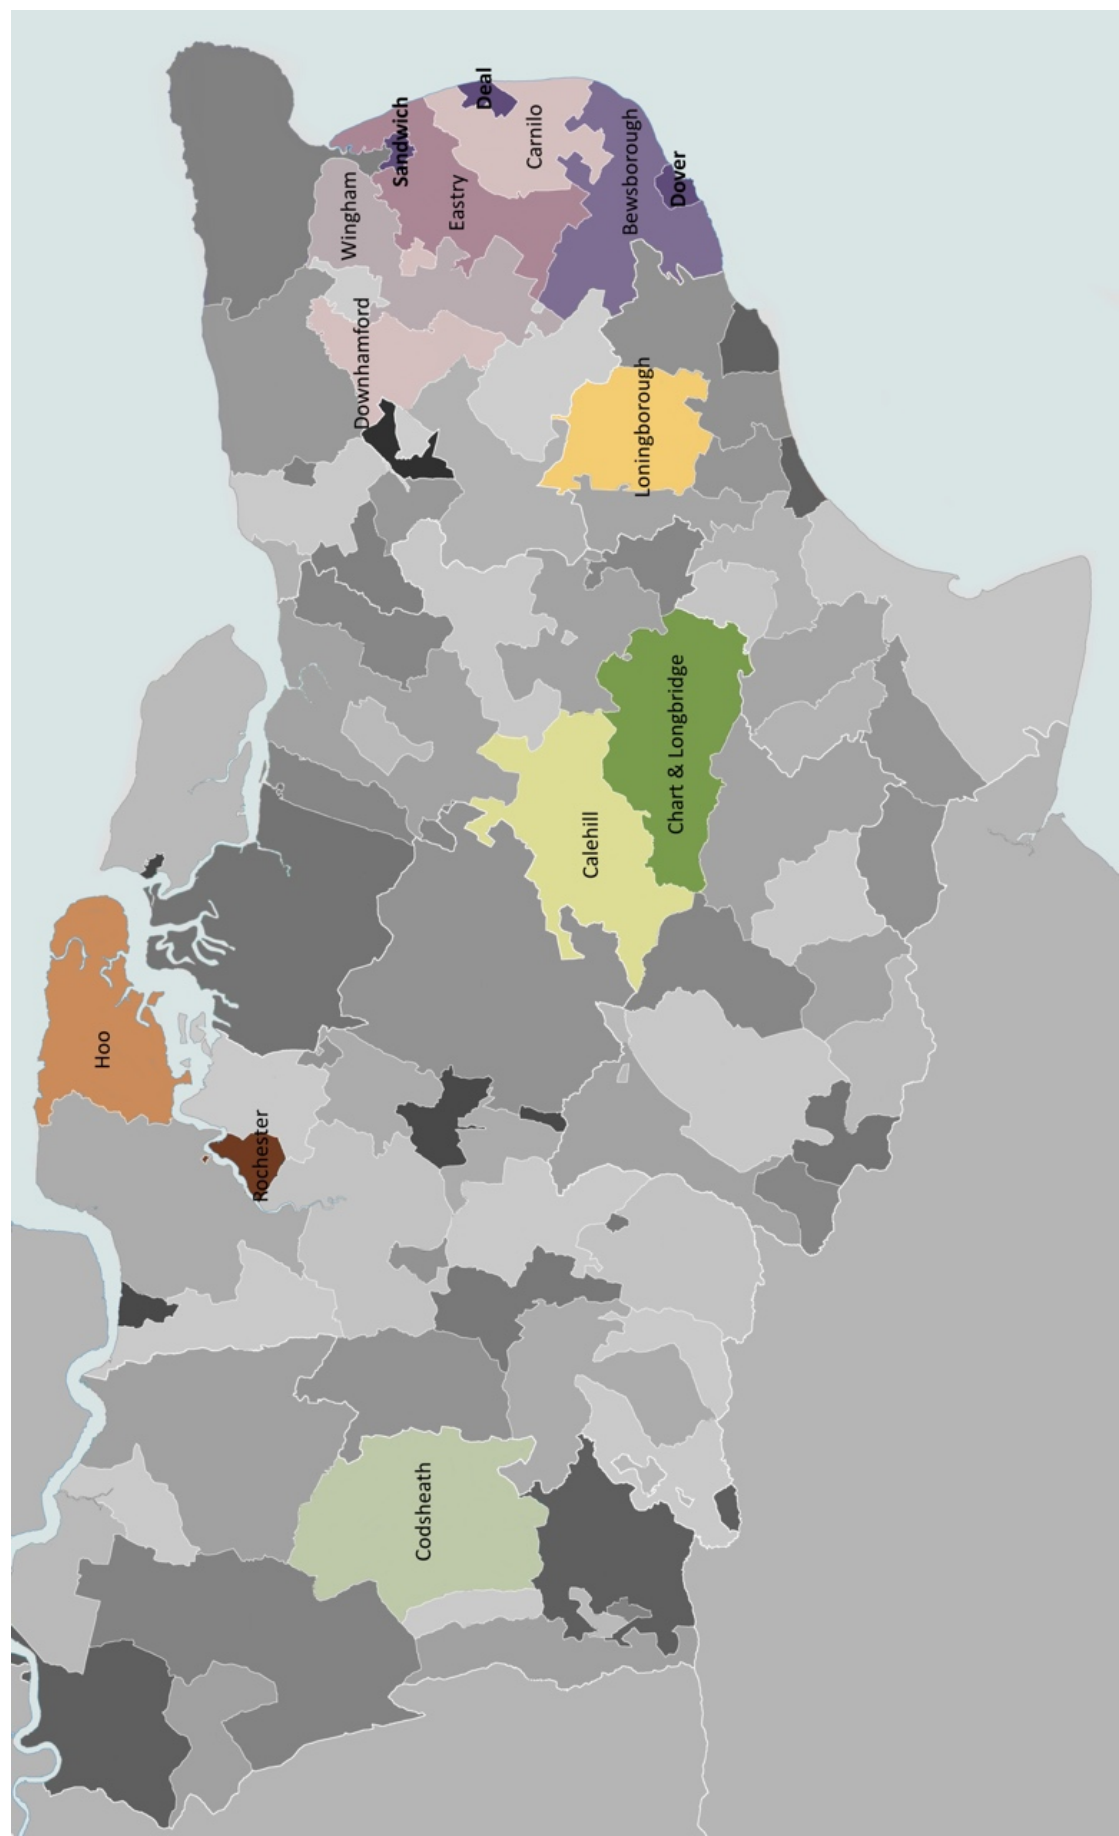 Hoo
Rochester
Codsheath
Calehill
Chart & Longbridge
Loningborough
Downhamford
Wingham
Sandwich
Eastry
Deal
Carnilo
Bewsborough
Dover